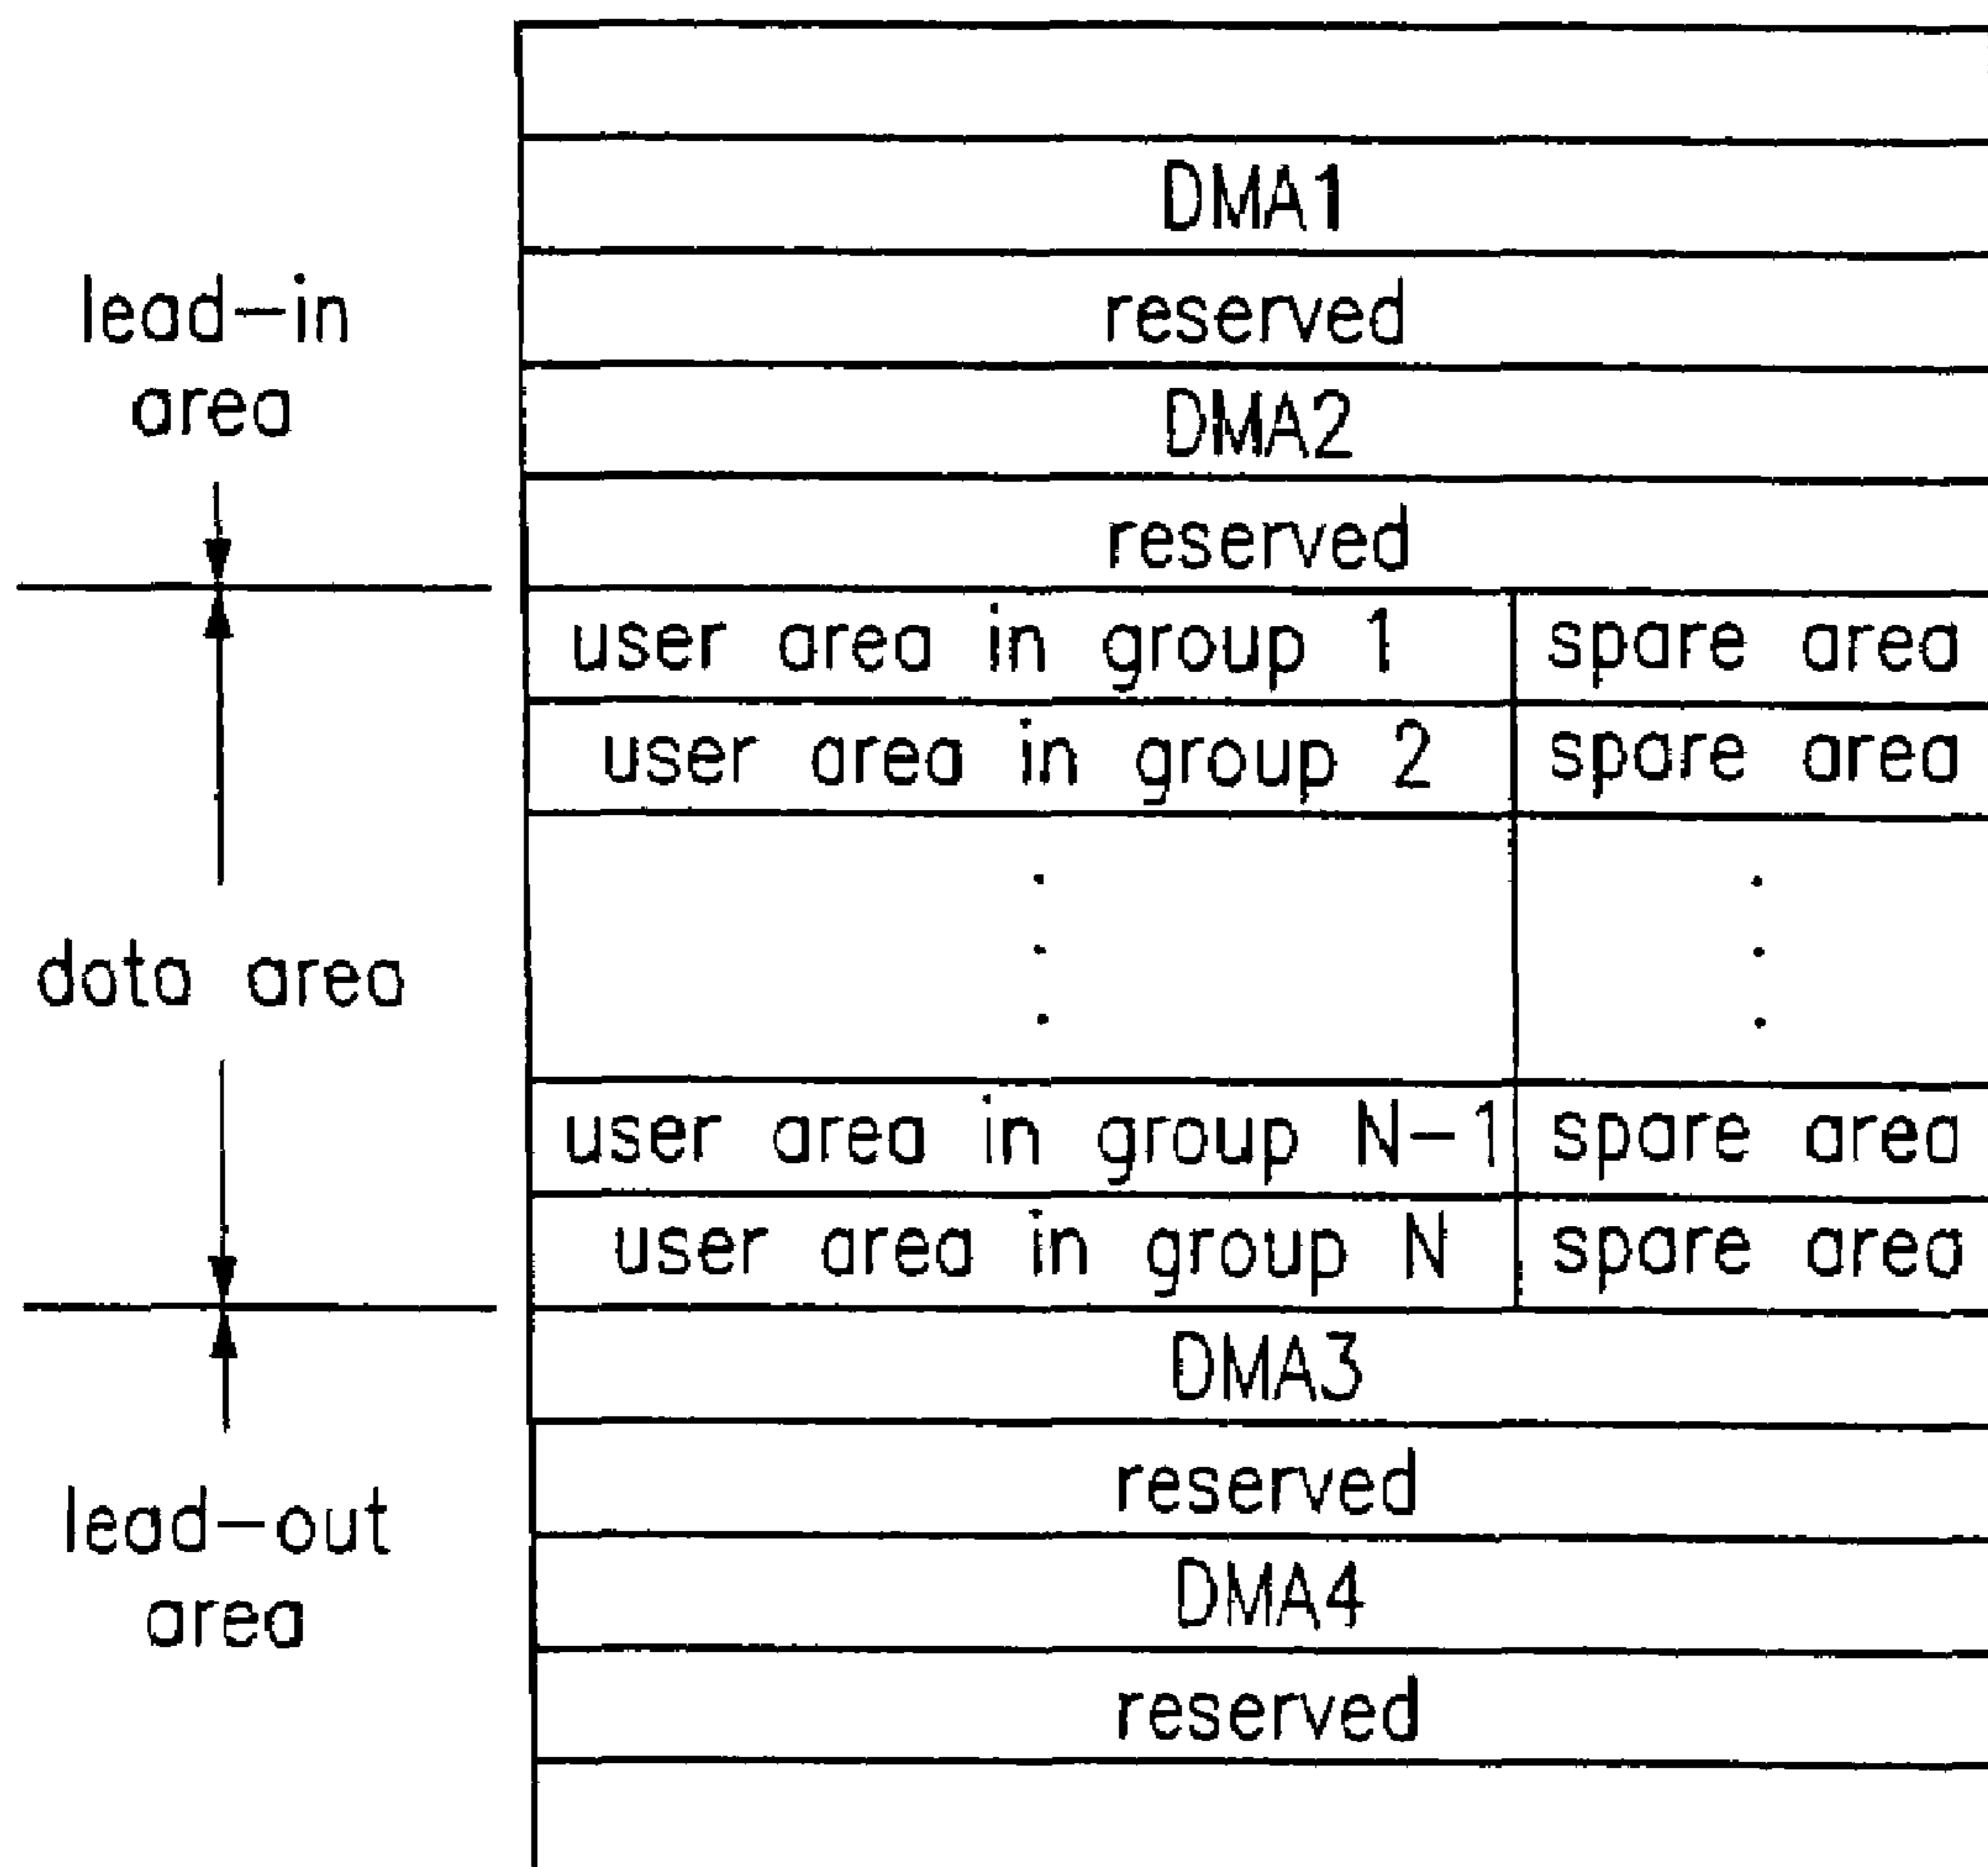 DMA1
reserved
lead-in
area
DMA2
reserved
user area in group 1 spare area
user area in group 2 spare area
data area
user area in group N-1 spare area
user area in group N spare area
DMA3
reserved
lead-out
area
DMA4
reserved